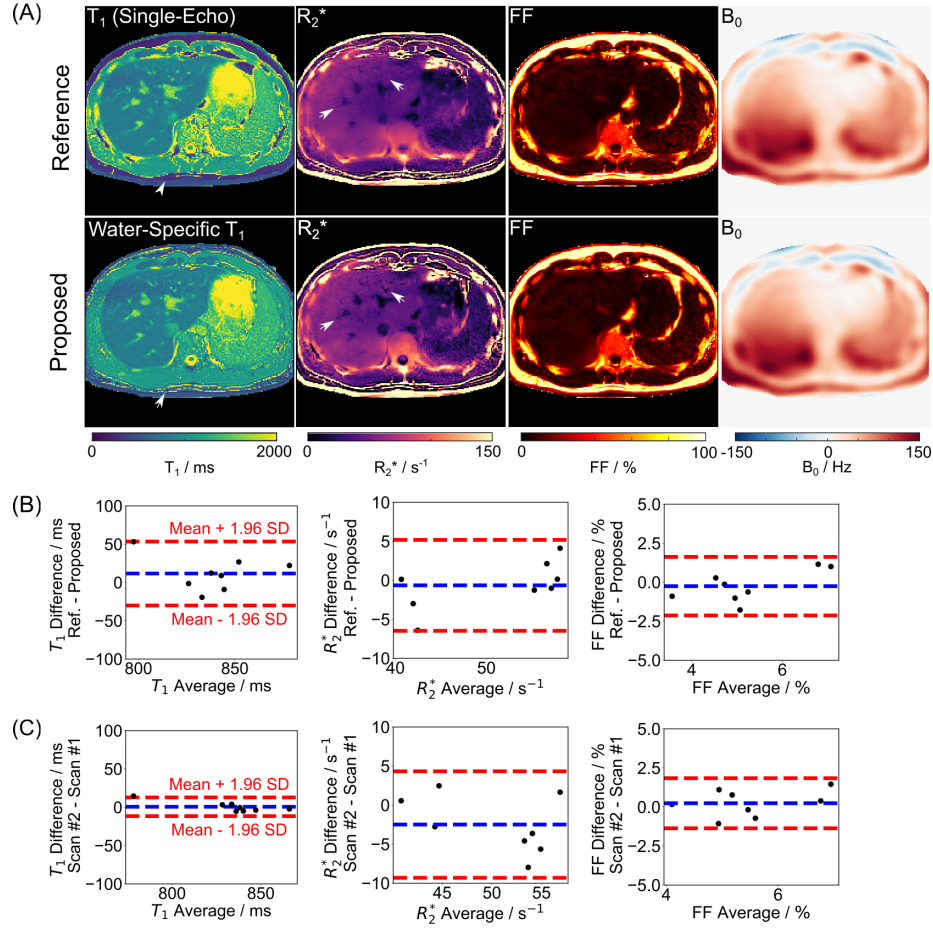 (A)
T1 (Single-Echo)
R2*
FF
B0
Reference
Water-Specific T1
R2*
FF
B0
Proposed
0
2000
0
150
0
100
-150
150
T1 / ms
R2* / s-1
FF / %
B0 / Hz
(B)
T1 Difference / ms
Ref. - Proposed
100
50
0
−50
−100
Mean + 1.96 SD
Mean - 1.96 SD
800
850
T1 Average / ms
R2* Difference / s−1
Ref. - Proposed
10
5
0
−5
−10
40
50
R2* Average / s−1
FF Difference / %
Ref. - Proposed
5.0
2.5
0.0
−2.5
−5.0
4
6
FF Average / %
(C)
T1 Difference / ms
Scan #2 - Scan #1
100
50
0
−50
−100
Mean + 1.96 SD
Mean - 1.96 SD
800
850
T1 Average / ms
R2* Difference / s−1
Scan #2 - Scan #1
5
0
−5
−10
45
50
55
R2* Average / s−1
FF Difference / %
Scan #2 - Scan #1
5.0
2.5
0.0
−2.5
−5.0
4
6
FF Average / %